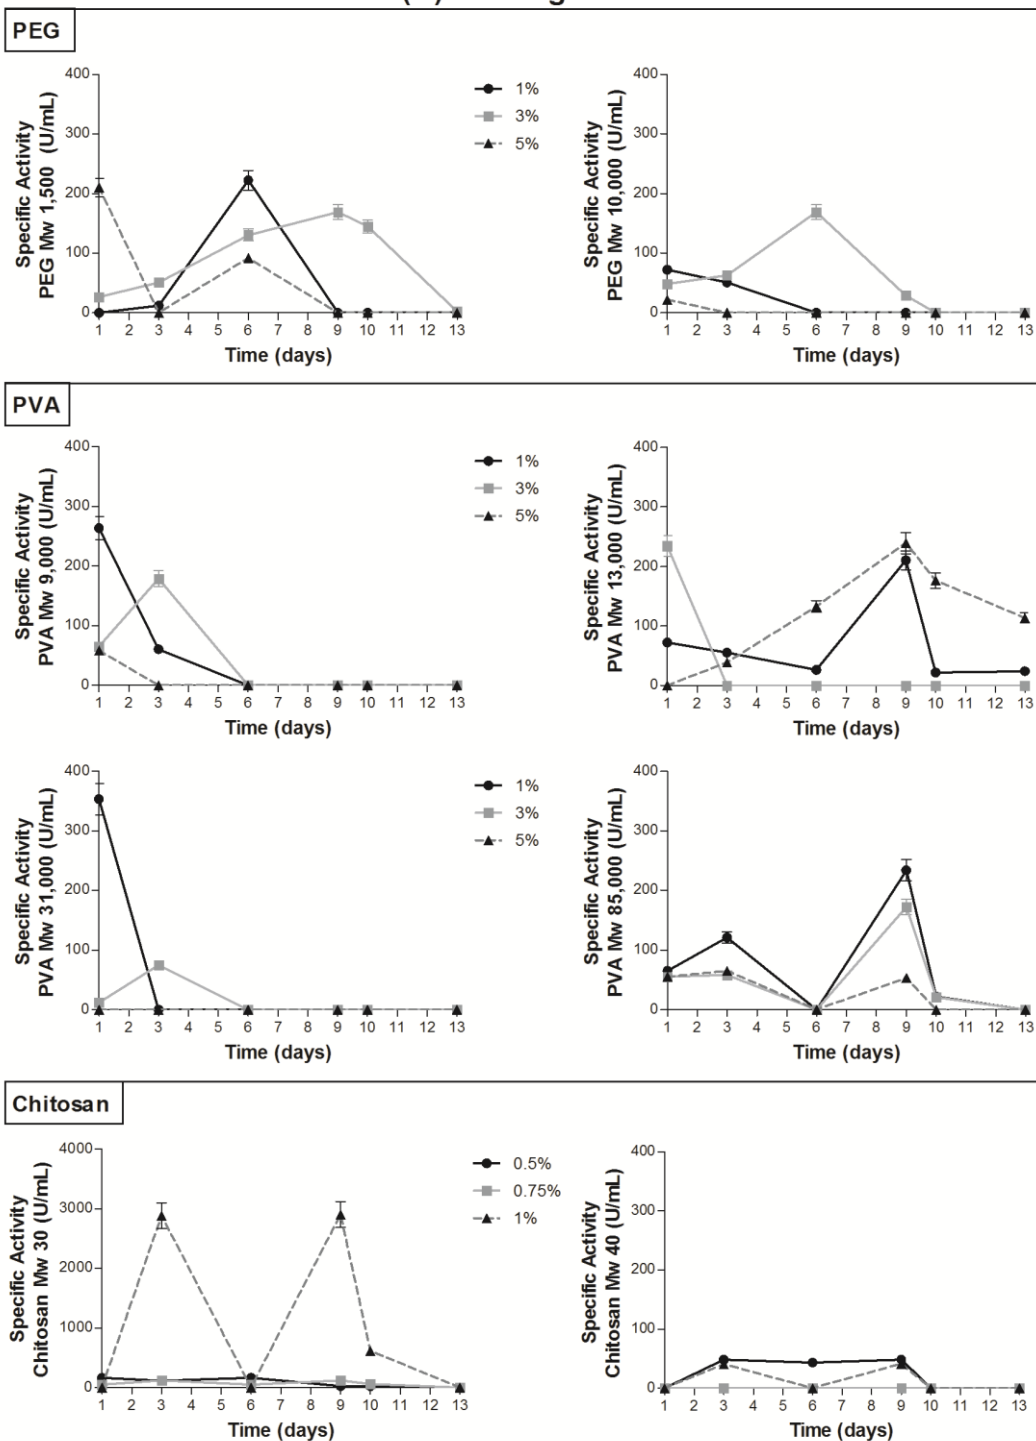 PEG
400
300
200
100
0
Specific Activity
PEG Mw 1,500 (U/mL)
1 2 3 4 5 6 7 8 9 10 11 12 13
Time (days)
1%
3%
5%
400
300
200
100
0
Specific Activity
PEG Mw 10,000 (U/mL)
1 2 3 4 5 6 7 8 9 10 11 12 13
Time (days)
PVA
400
300
200
100
0
Specific Activity
PVA Mw 9,000 (U/mL)
1 2 3 4 5 6 7 8 9 10 11 12 13
Time (days)
1%
3%
5%
400
300
200
100
0
Specific Activity
PVA Mw 13,000 (U/mL)
1 2 3 4 5 6 7 8 9 10 11 12 13
Time (days)
400
300
200
100
0
Specific Activity
PVA Mw 31,000 (U/mL)
1 2 3 4 5 6 7 8 9 10 11 12 13
Time (days)
1%
3%
5%
400
300
200
100
0
Specific Activity
PVA Mw 85,000 (U/mL)
1 2 3 4 5 6 7 8 9 10 11 12 13
Time (days)
Chitosan
4000
3000
2000
1000
0
Specific Activity
Chitosan Mw 30 (U/mL)
1 2 3 4 5 6 7 8 9 10 11 12 13
Time (days)
0.5%
0.75%
1%
400
300
200
100
0
Specific Activity
Chitosan Mw 40 (U/mL)
1 2 3 4 5 6 7 8 9 10 11 12 13
Time (days)